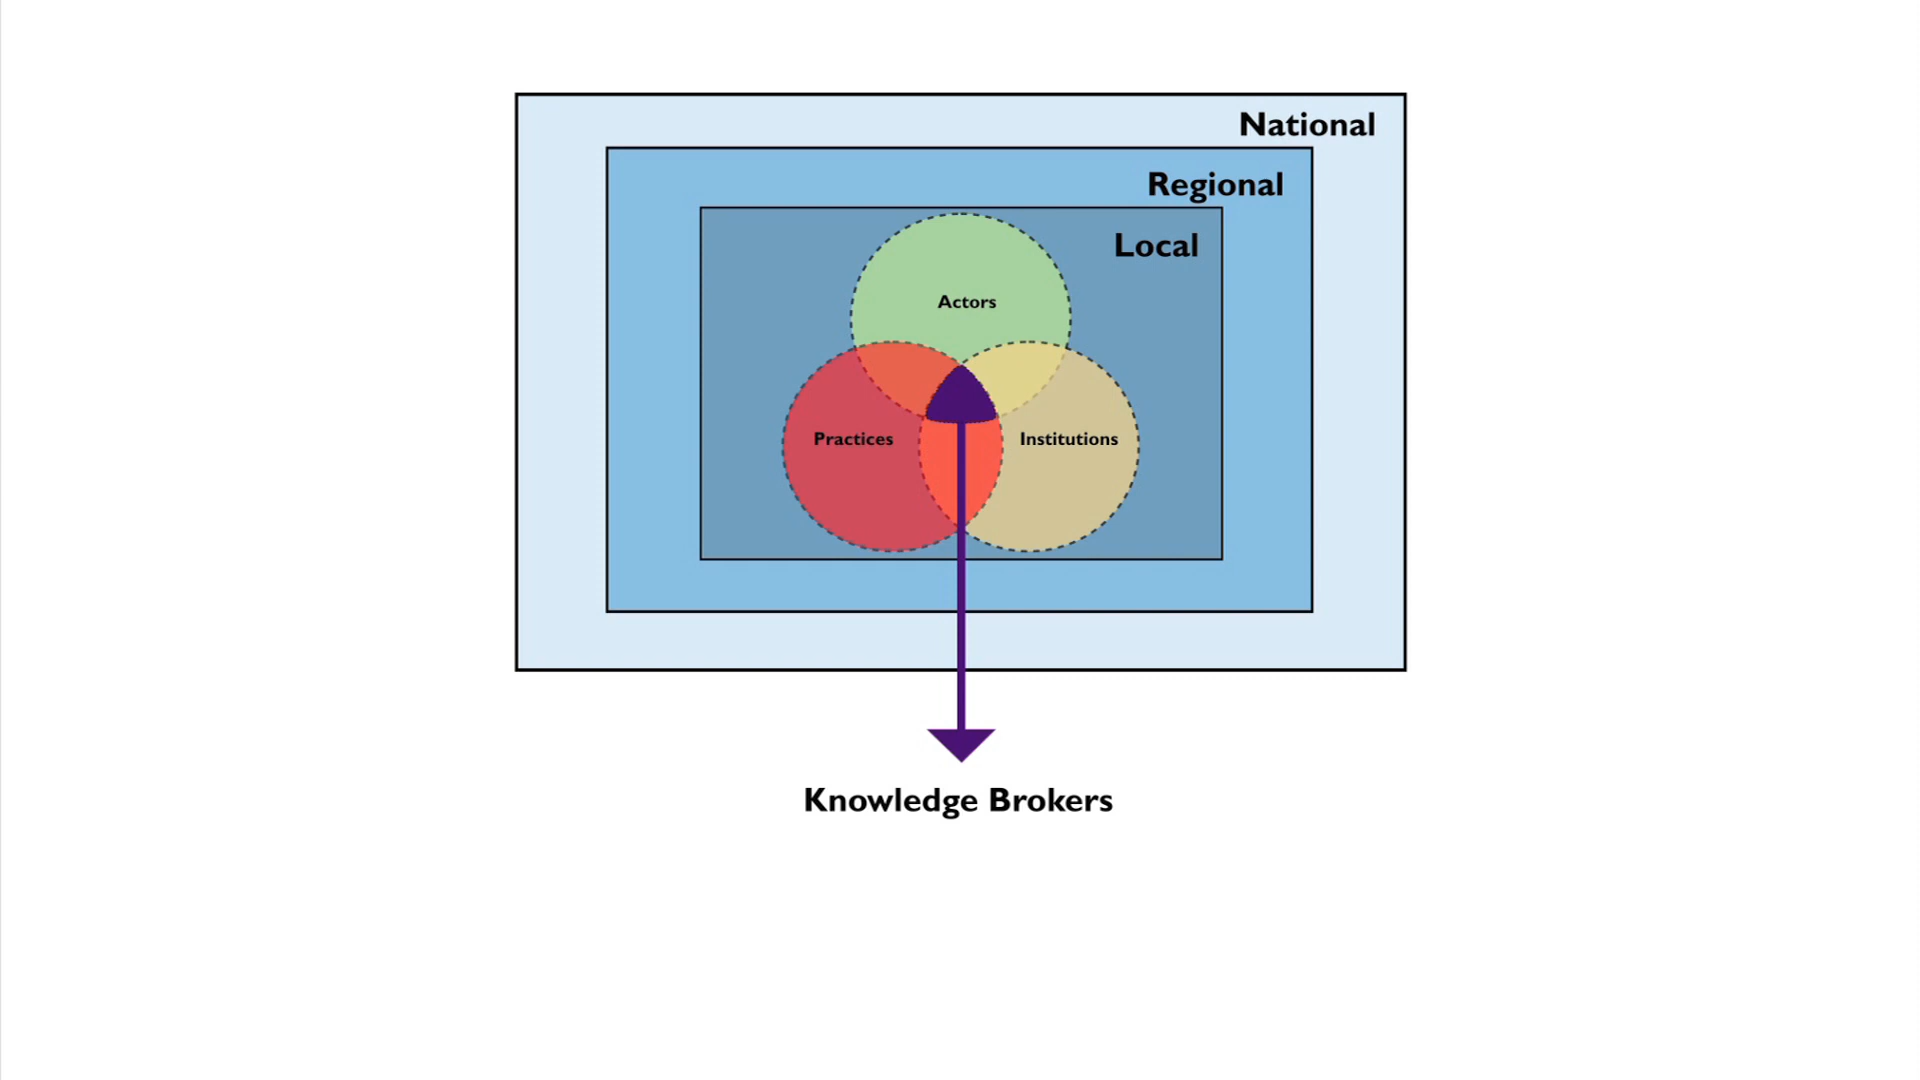 National
Regional
Local
Actors
Practices
Institutions
Knowledge Brokers